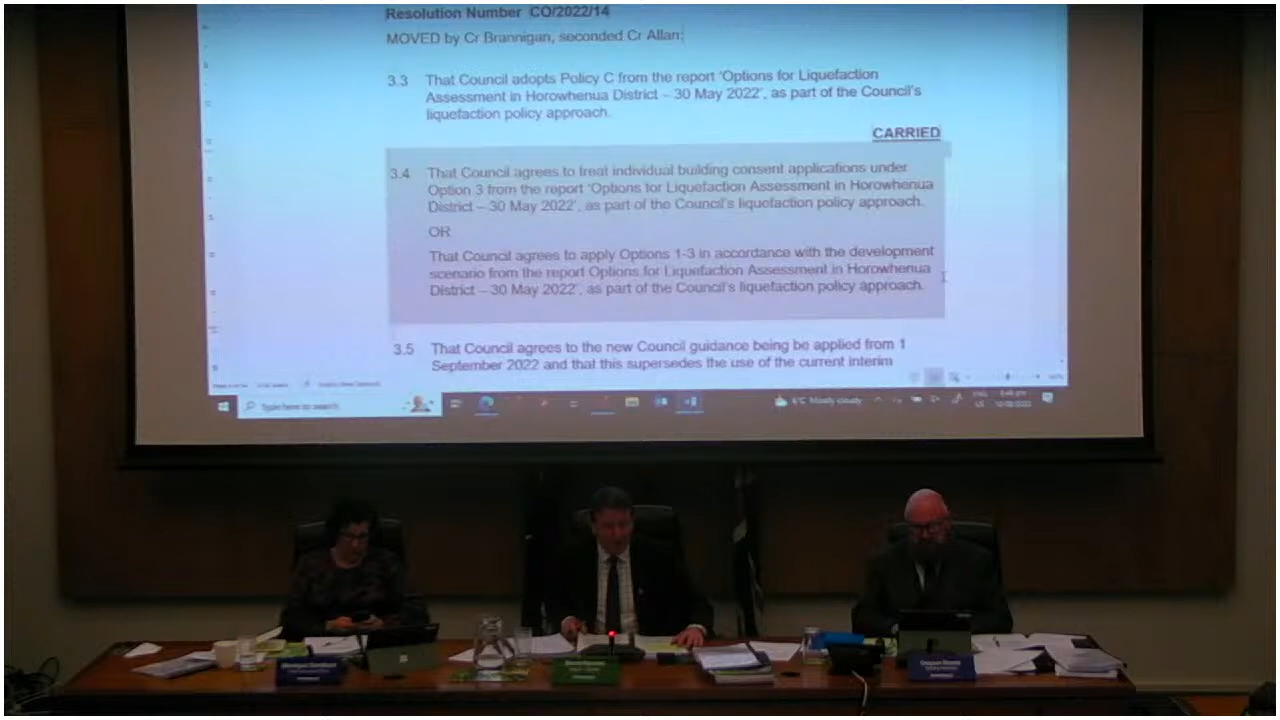 Resolution Number CO/2022/14
MOVED by Cr Brannigan, seconded Cr Allan;
3.3 That Council adopts Policy C from the report 'Options for Liquefaction
Assessment in Horowhenua District – 30 May 2022', as part of the Council's
liquefaction policy approach.
CARRIED
3.4 That Council agrees to treat individual building consent applications under
Option 3 from the report 'Options for Liquefaction Assessment in Horowhenua
District – 30 May 2022', as part of the Council's liquefaction policy approach.
OR
That Council agrees to apply Options 1-3 in accordance with the development
scenario from the report Options for Liquefaction Assessment in Horowhenua
District – 30 May 2022', as part of the Council's liquefaction policy approach.
3.5 That Council agrees to the new Council guidance being applied from 1
September 2022 and that this supersedes the use of the current interim
Type here to search
6°C Mostly cloudy